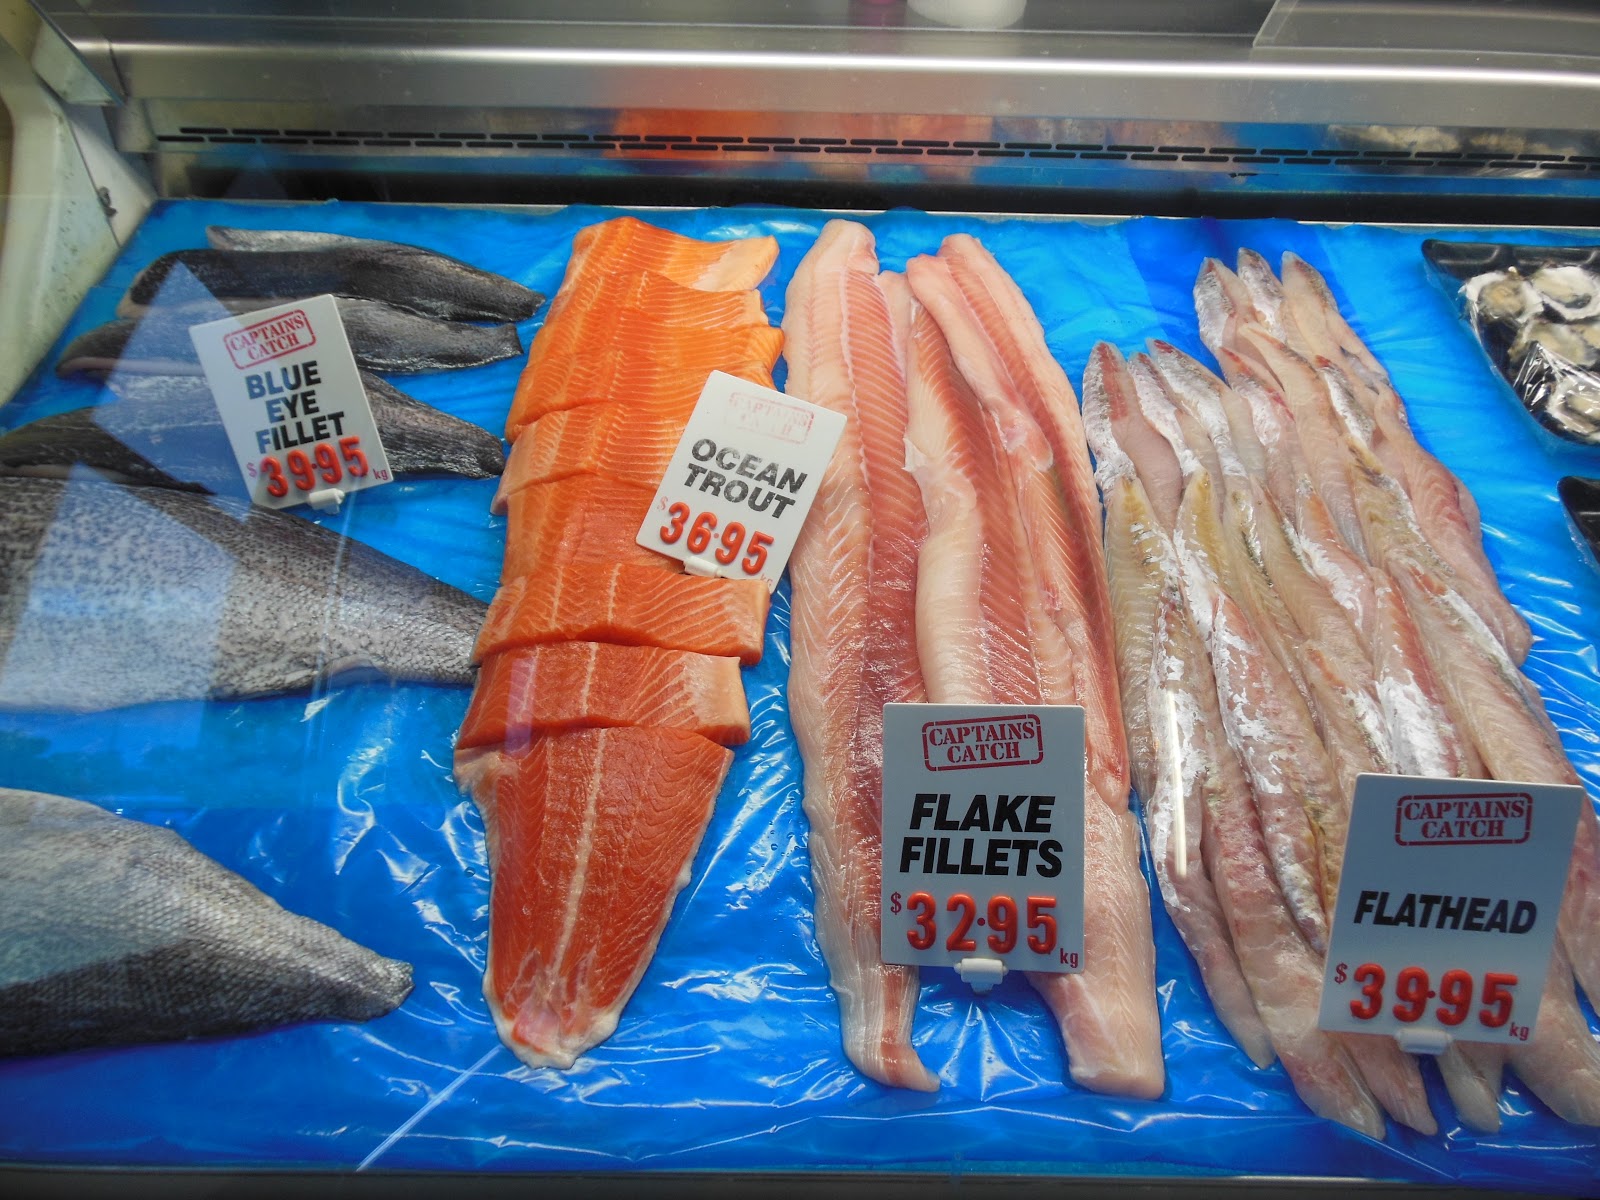 CAPTAINS
CATCH
BLUE
EYE
FILLET
$39.95 kg
CAPTAINS
OCEAN
TROUT
$36.95 kg
CAPTAINS
CATCH
FLAKE
FILLETS
$32.95 kg
CAPTAINS
CATCH
FLATHEAD
$39.95 kg